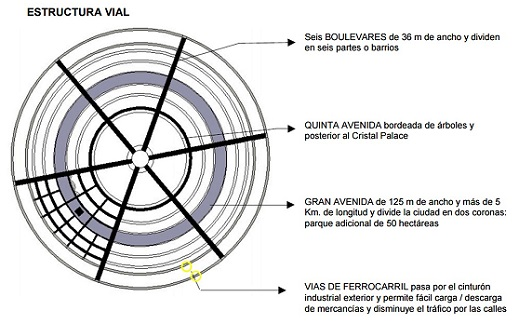 ESTRUCTURA VIAL
Seis BOULEVARES de 36 m de ancho y dividen
en seis partes o barrios
QUINTA AVENIDA bordeada de árboles y
posterior al Cristal Palace
GRAN AVENIDA de 125 m de ancho y más de 5
Km. de longitud y divide la ciudad en dos coronas:
parque adicional de 50 hectáreas
VIAS DE FERROCARRIL pasa por el cinturón
industrial exterior y permite fácil carga / descarga
de mercancías y disminuye el tráfico por las calles